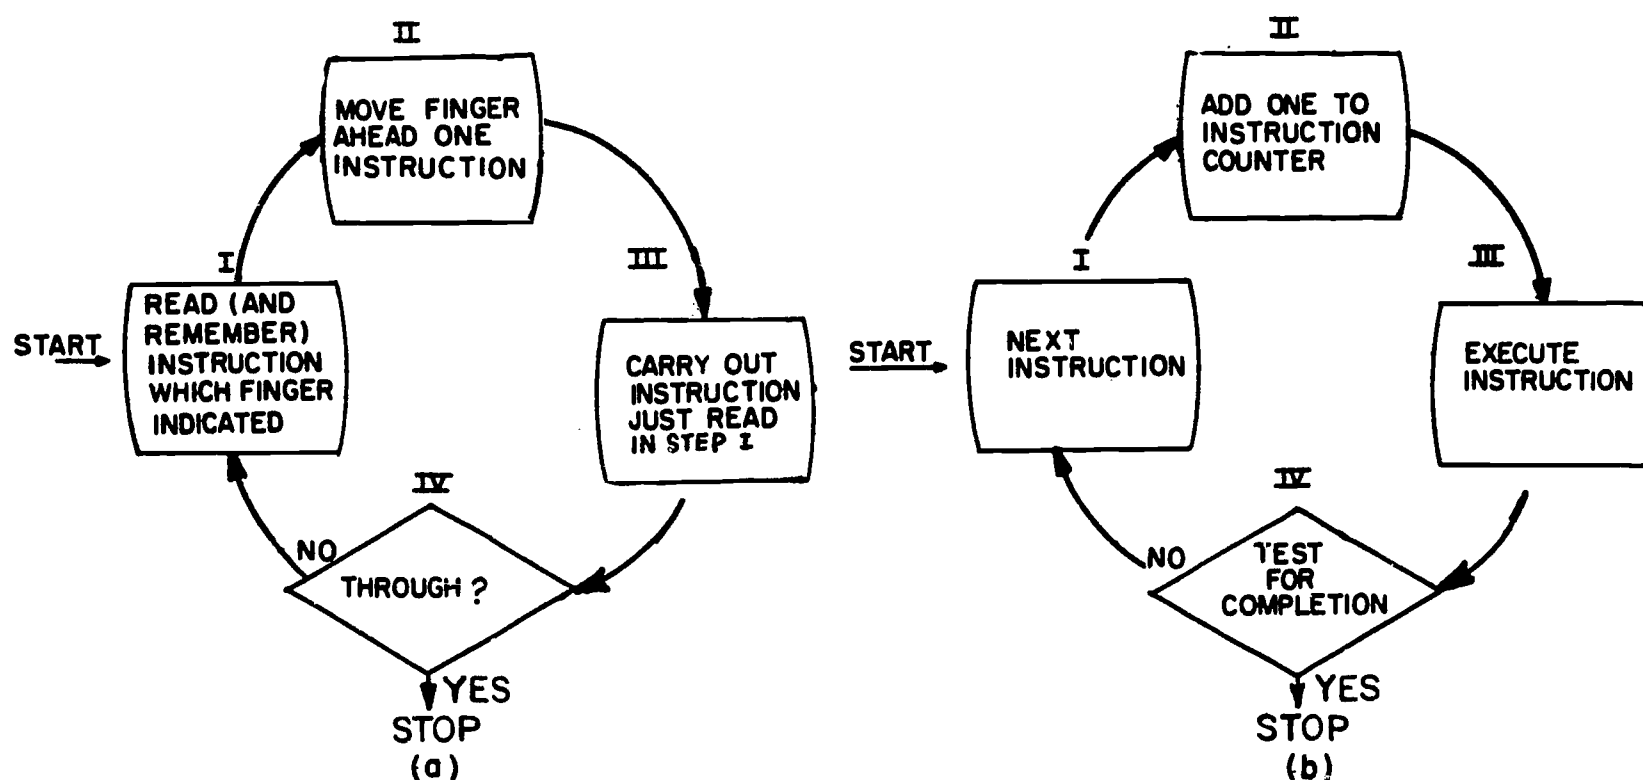 II
MOVE FINGER
AHEAD ONE
INSTRUCTION
I
START
READ (AND
REMEMBER)
INSTRUCTION
WHICH FINGER
INDICATED
III
CARRY OUT
INSTRUCTION
JUST READ
IN STEP I
IV
NO
THROUGH?
YES
STOP
(a)
II
ADD ONE TO
INSTRUCTION
COUNTER
I
START
NEXT
INSTRUCTION
III
EXECUTE
INSTRUCTION
IV
NO
TEST
FOR
COMPLETION
YES
STOP
(b)